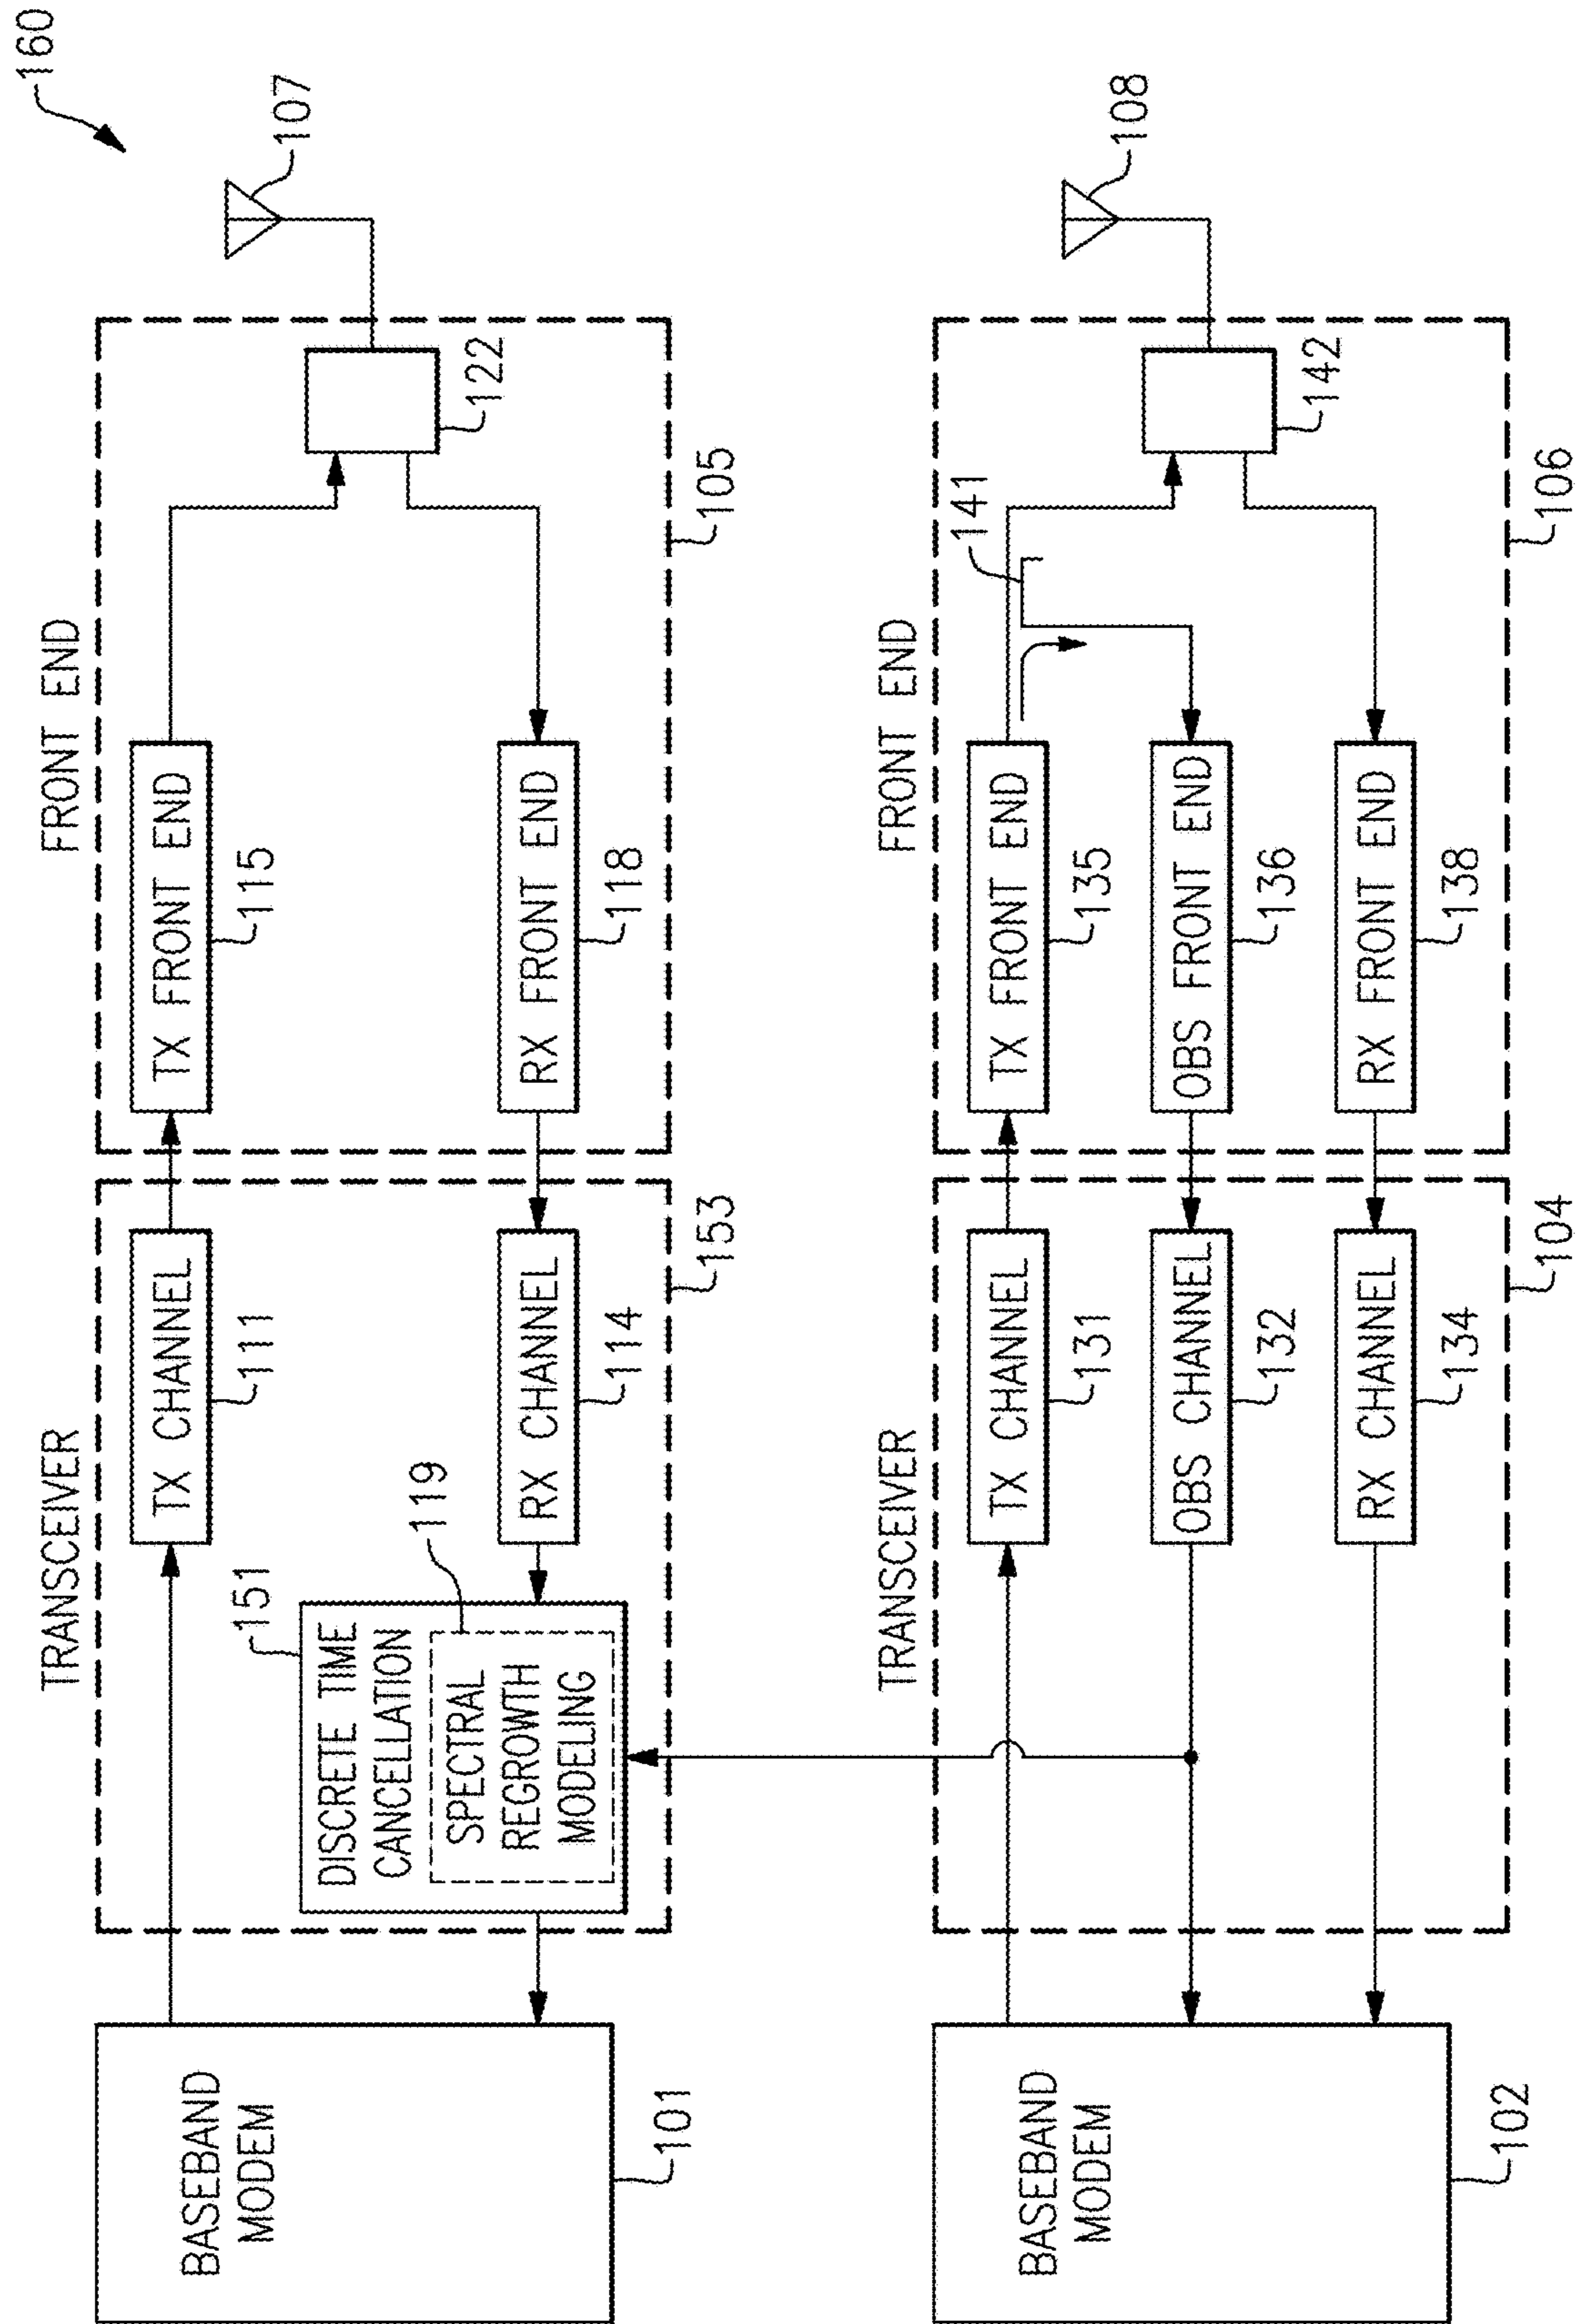 160
TRANSCEIVER
FRONT END
BASEBAND
MODEM
101
DISCRETE TIME
CANCELLATION
SPECTRAL
REGROWTH
MODELING
151
119
TX CHANNEL
111
RX CHANNEL
114
153
TX FRONT END
115
RX FRONT END
118
122
105
107
TRANSCEIVER
FRONT END
BASEBAND
MODEM
102
TX CHANNEL
131
OBS CHANNEL
132
RX CHANNEL
134
104
TX FRONT END
135
OBS FRONT END
136
RX FRONT END
138
141
142
106
108